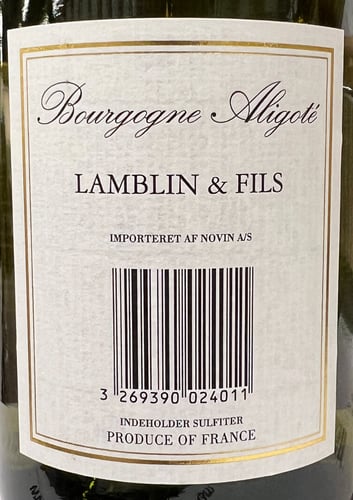 Bourgogne Aligoté
LAMBLIN & FILS
IMPORTERET AF NOVIN A/S
3 269390 024011
INDEHOLDER SULFITER
PRODUCE OF FRANCE